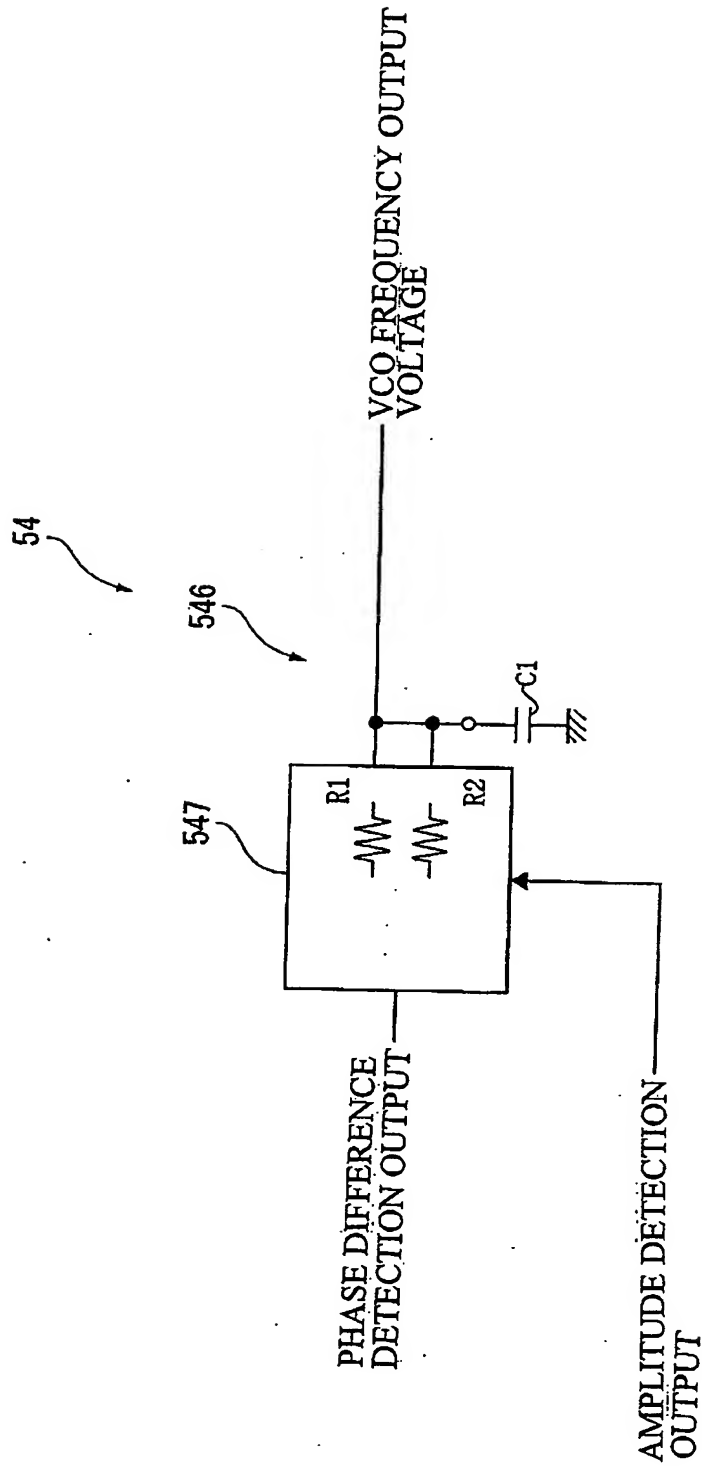 54
546
547
R1
R2
C1
VCO FREQUENCY OUTPUT
VOLTAGE
PHASE DIFFERENCE
DETECTION OUTPUT
AMPLITUDE DETECTION
OUTPUT